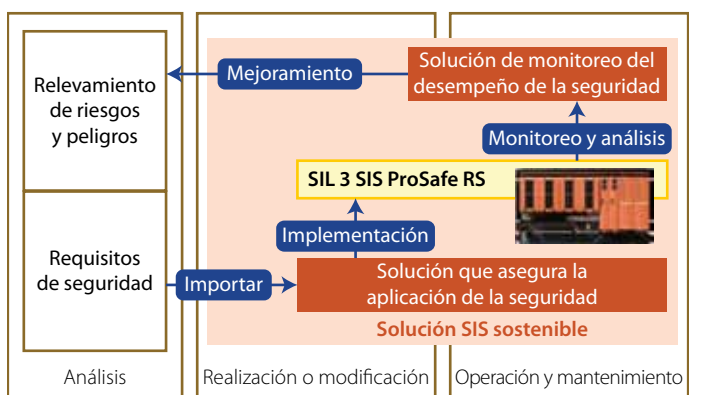 Relevamiento
de riesgos
y peligros
Mejoramiento
Solución de monitoreo del
desempeño de la seguridad
Monitoreo y análisis
SIL 3 SIS ProSafe RS
Implementación
Requisitos
de seguridad
Importar
Solución que asegura la
aplicación de la seguridad
Solución SIS sostenible
Análisis
Realización o modificación
Operación y mantenimiento